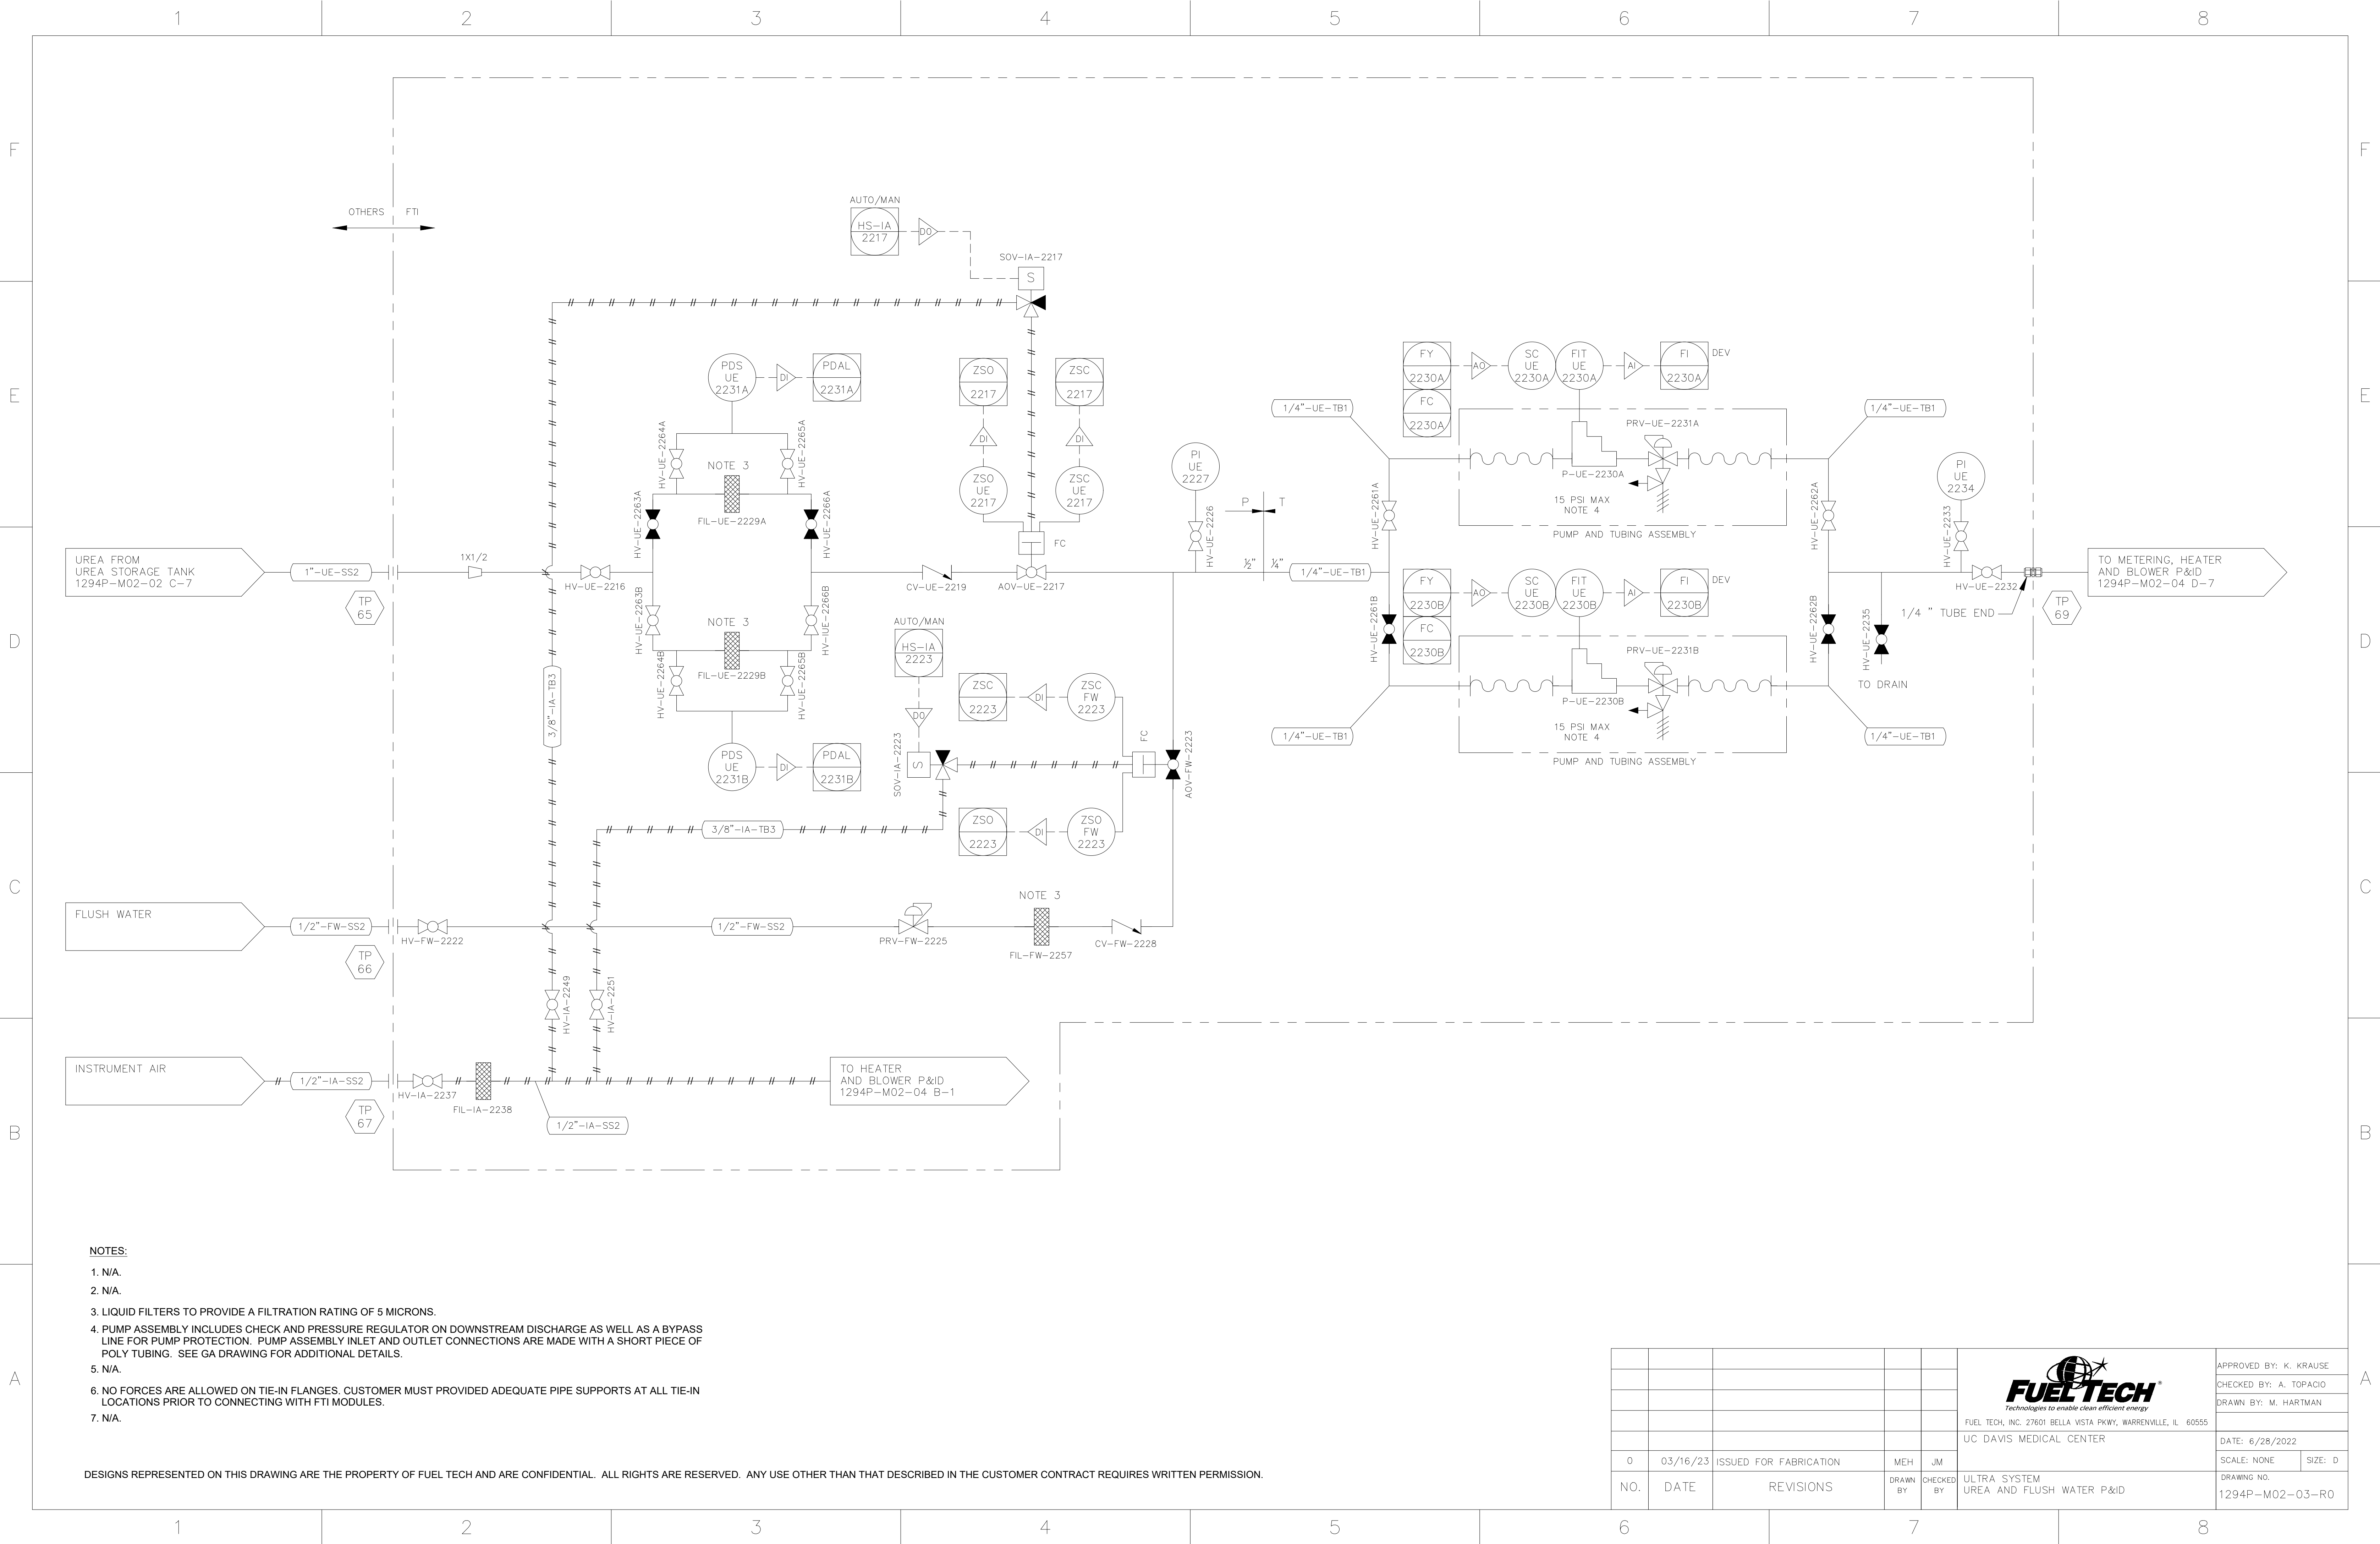 1 2 3 4 5 6 7 8
F
F
OTHERS FTI
AUTO/MAN
HS-IA
2217
DO
SOV-IA-2217
S
E
E
PDS
UE
2231A
DI
PDAL
2231A
ZSO
2217
ZSC
2217
DI
DI
ZSO
UE
2217
ZSC
UE
2217
FC
HV-UE-2264A
HV-UE-2265A
NOTE 3
FIL-UE-2229A
HV-UE-2263A
HV-UE-2266A
PI
UE
2227
HV-UE-2226
P T
½" ¼"
1/4"-UE-TB1
FY
2230A
AO
SC
UE
2230A
FIT
UE
2230A
AI
FI
2230A
DEV
FC
2230A
PRV-UE-2231A
P-UE-2230A
15 PSI MAX
NOTE 4
PUMP AND TUBING ASSEMBLY
HV-UE-2261A
HV-UE-2262A
1/4"-UE-TB1
PI
UE
2234
HV-UE-2233
D
D
UREA FROM
UREA STORAGE TANK
1294P-M02-02 C-7
1"-UE-SS2
TP
65
1X1/2
HV-UE-2216
CV-UE-2219
AOV-UE-2217
1/4"-UE-TB1
HV-UE-2232
1/4 " TUBE END
TP
69
TO METERING, HEATER
AND BLOWER P&ID
1294P-M02-04 D-7
HV-UE-2263B
HV-IUE-2266B
NOTE 3
FIL-UE-2229B
HV-UE-2264B
HV-UE-2265B
PDS
UE
2231B
DI
PDAL
2231B
3/8"-IA-TB3
AUTO/MAN
HS-IA
2223
DO
SOV-IA-2223
S
ZSC
2223
DI
ZSC
FW
2223
FC
AOV-FW-2223
ZSO
2223
DI
ZSO
FW
2223
3/8"-IA-TB3
FY
2230B
AO
SC
UE
2230B
FIT
UE
2230B
AI
FI
2230B
DEV
FC
2230B
PRV-UE-2231B
P-UE-2230B
15 PSI MAX
NOTE 4
PUMP AND TUBING ASSEMBLY
HV-UE-2261B
HV-UE-2262B
HV-UE-2235
TO DRAIN
1/4"-UE-TB1
1/4"-UE-TB1
C
C
FLUSH WATER
1/2"-FW-SS2
TP
66
HV-FW-2222
1/2"-FW-SS2
PRV-FW-2225
NOTE 3
FIL-FW-2257
CV-FW-2228
HV-IA-2249
HV-IA-2251
B
B
INSTRUMENT AIR
1/2"-IA-SS2
TP
67
HV-IA-2237
FIL-IA-2238
1/2"-IA-SS2
TO HEATER
AND BLOWER P&ID
1294P-M02-04 B-1
A
A
NOTES:
1. N/A.
2. N/A.
3. LIQUID FILTERS TO PROVIDE A FILTRATION RATING OF 5 MICRONS.
4. PUMP ASSEMBLY INCLUDES CHECK AND PRESSURE REGULATOR ON DOWNSTREAM DISCHARGE AS WELL AS A BYPASS
LINE FOR PUMP PROTECTION. PUMP ASSEMBLY INLET AND OUTLET CONNECTIONS ARE MADE WITH A SHORT PIECE OF
POLY TUBING. SEE GA DRAWING FOR ADDITIONAL DETAILS.
5. N/A.
6. NO FORCES ARE ALLOWED ON TIE-IN FLANGES. CUSTOMER MUST PROVIDED ADEQUATE PIPE SUPPORTS AT ALL TIE-IN
LOCATIONS PRIOR TO CONNECTING WITH FTI MODULES.
7. N/A.
DESIGNS REPRESENTED ON THIS DRAWING ARE THE PROPERTY OF FUEL TECH AND ARE CONFIDENTIAL. ALL RIGHTS ARE RESERVED. ANY USE OTHER THAN THAT DESCRIBED IN THE CUSTOMER CONTRACT REQUIRES WRITTEN PERMISSION.
0 03/16/23 ISSUED FOR FABRICATION MEH JM
NO. DATE REVISIONS DRAWN BY CHECKED BY
FUEL TECH®
Technologies to enable clean efficient energy
FUEL TECH, INC. 27601 BELLA VISTA PKWY, WARRENVILLE, IL 60555
UC DAVIS MEDICAL CENTER
ULTRA SYSTEM
UREA AND FLUSH WATER P&ID
APPROVED BY: K. KRAUSE
CHECKED BY: A. TOPACIO
DRAWN BY: M. HARTMAN
DATE: 6/28/2022
SCALE: NONE SIZE: D
DRAWING NO.
1294P-M02-03-R0
1 2 3 4 5 6 7 8